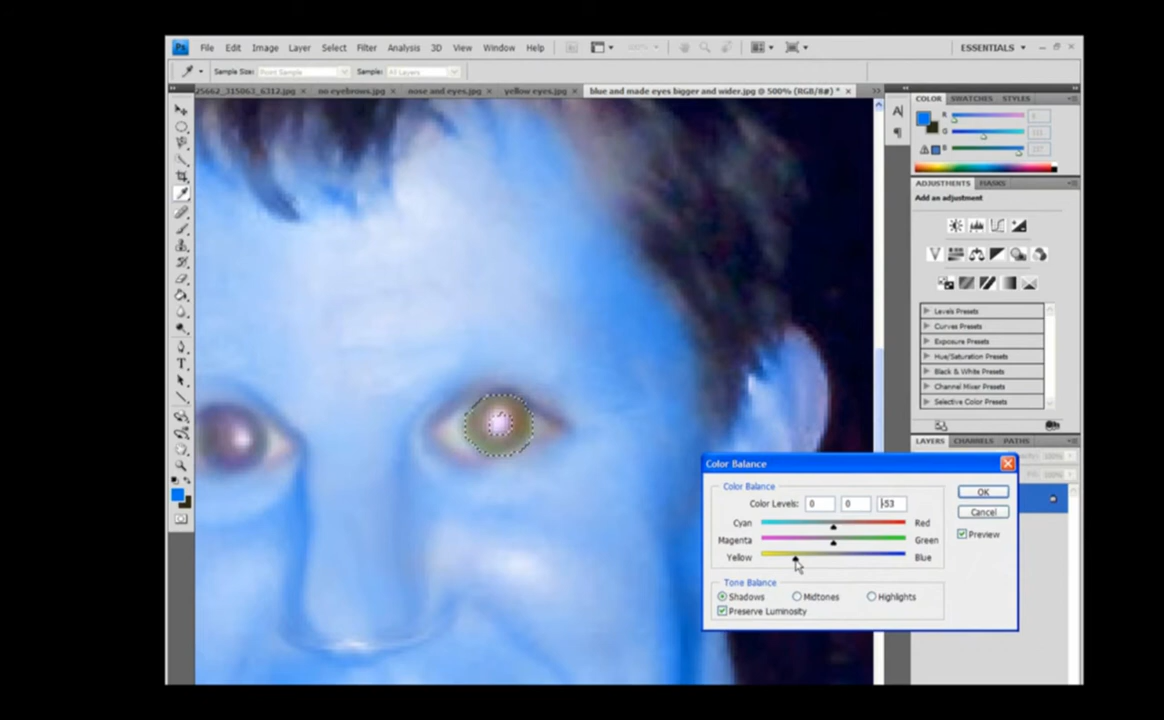 Ps File Edit Image Layer Select Filter Analysis 3D View Window Help ESSENTIALS
Sample Size: Point Sample Sample: All Layers
25662_315063_6312.jpg × no eyebrows.jpg × nose and eyes.jpg × yellow eyes.jpg × blue and made eyes bigger and wider.jpg @ 500% (RGB/8#) * ×
COLOR SWATCHES STYLES
R
G
B
ADJUSTMENTS MASKS
Add an adjustment
Levels Presets
Curves Presets
Exposure Presets
Hue/Saturation Presets
Black & White Presets
Channel Mixer Presets
Selective Color Presets
LAYERS CHANNELS PATHS
Color Balance
Color Balance
Color Levels: 0 0 -53
Cyan Red
Magenta Green
Yellow Blue
OK
Cancel
Preview
Tone Balance
Shadows Midtones Highlights
Preserve Luminosity